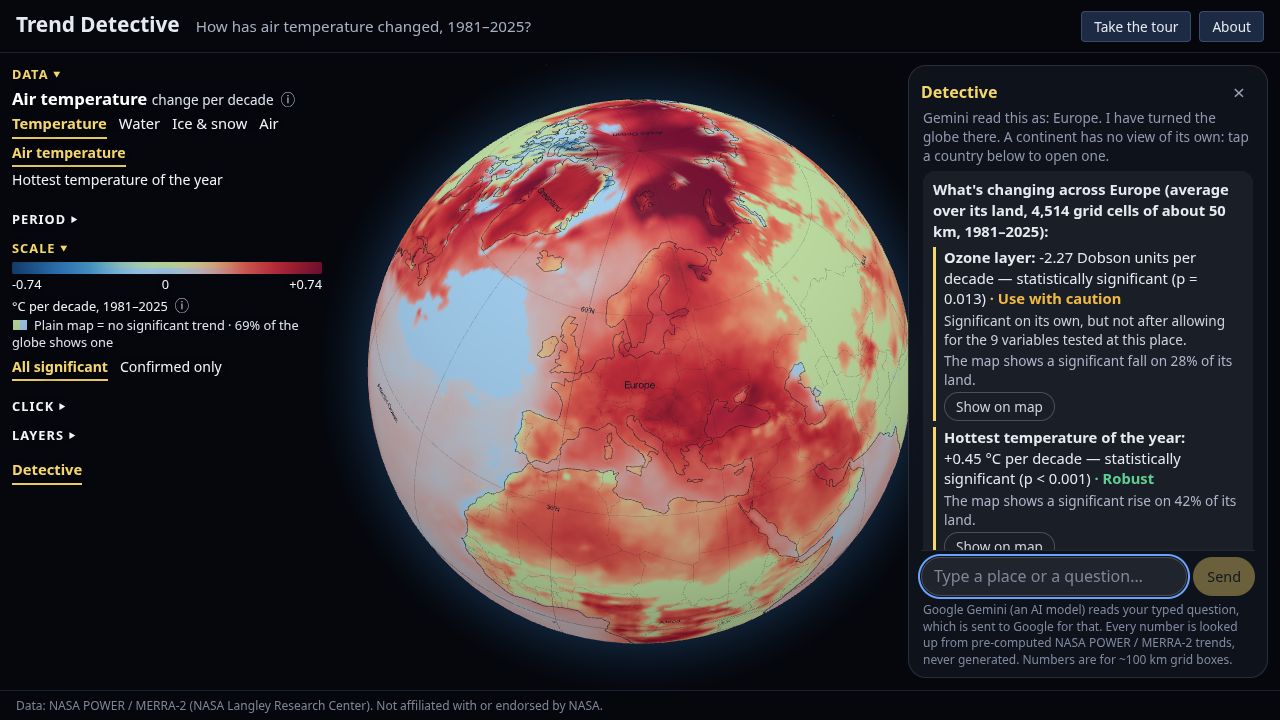 Trend Detective
How has air temperature changed, 1981–2025?
Take the tour
About
DATA ▼
Air temperature change per decade ⓘ
Temperature Water Ice & snow Air
Air temperature
Hottest temperature of the year
PERIOD ▶
SCALE ▼
-0.74 0 +0.74
°C per decade, 1981–2025 ⓘ
Plain map = no significant trend · 69% of the
globe shows one
All significant Confirmed only
CLICK ▶
LAYERS ▶
Detective
Arctic Ocean
Greenland
60°N
Europe
30°N
Detective ✕
Gemini read this as: Europe. I have turned the
globe there. A continent has no view of its own: tap
a country below to open one.
What's changing across Europe (average
over its land, 4,514 grid cells of about 50
km, 1981–2025):
Ozone layer: -2.27 Dobson units per
decade — statistically significant (p =
0.013) · Use with caution
Significant on its own, but not after allowing
for the 9 variables tested at this place.
The map shows a significant fall on 28% of its
land.
Show on map
Hottest temperature of the year:
+0.45 °C per decade — statistically
significant (p < 0.001) · Robust
The map shows a significant rise on 42% of its
land.
Show on map
Type a place or a question...
Send
Google Gemini (an AI model) reads your typed question,
which is sent to Google for that. Every number is looked
up from pre-computed NASA POWER / MERRA-2 trends,
never generated. Numbers are for ~100 km grid boxes.
Data: NASA POWER / MERRA-2 (NASA Langley Research Center). Not affiliated with or endorsed by NASA.